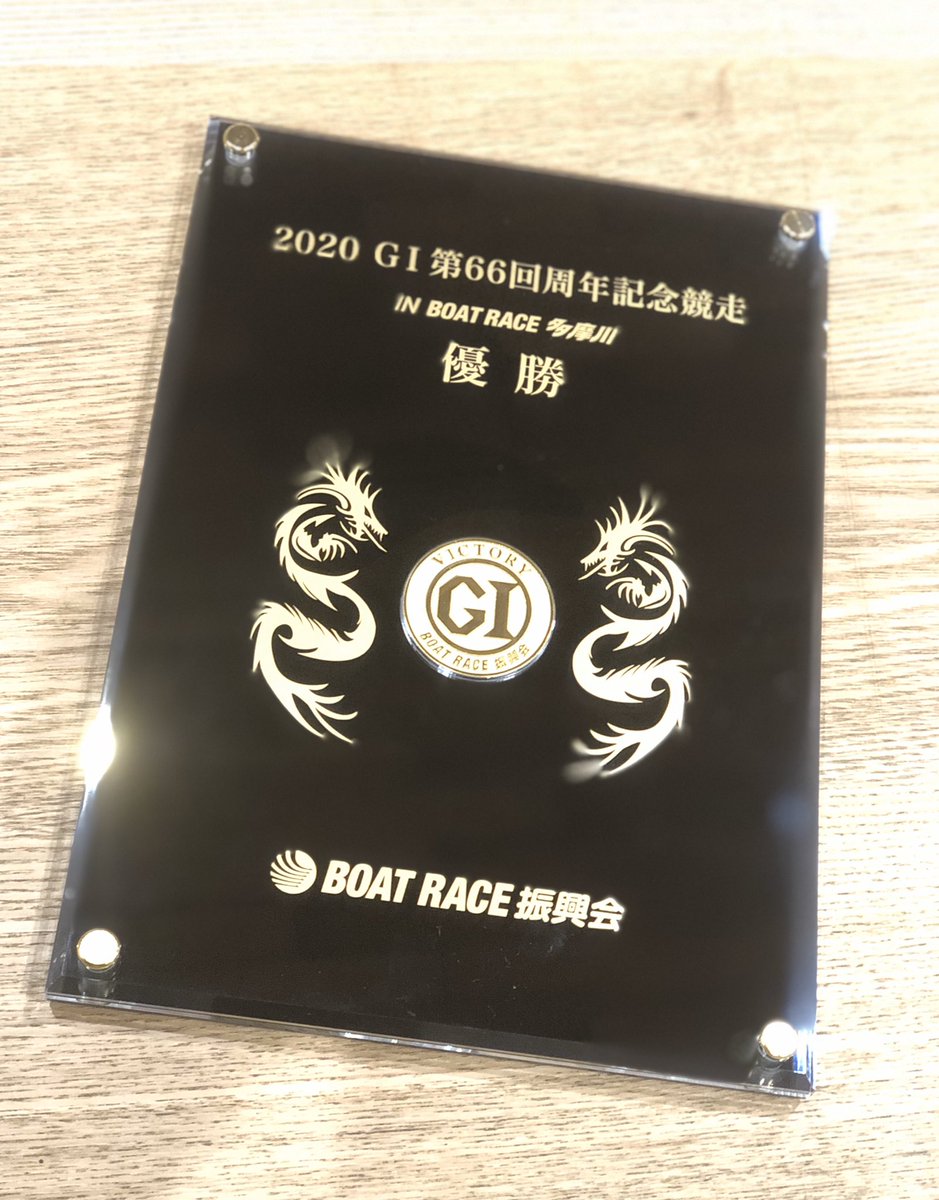 2020 GI 第66回周年記念競走
IN BOAT RACE 多摩川
優勝
VICTORY
GI
BOAT RACE 振興会
BOAT RACE 振興会